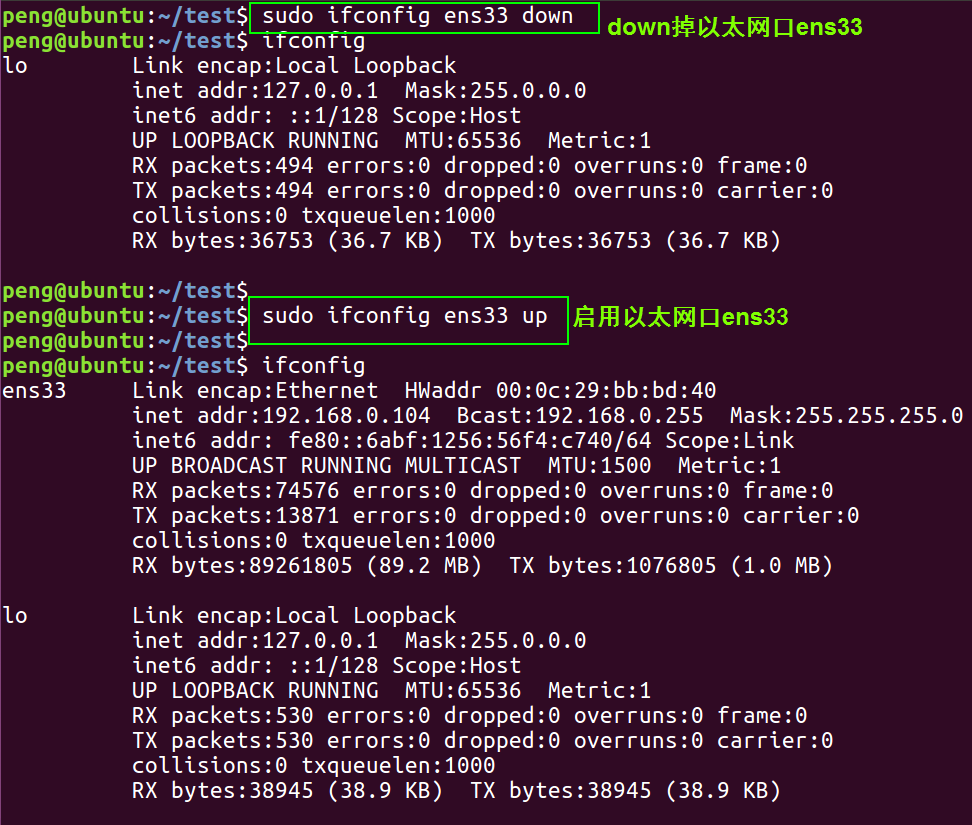 peng@ubuntu:~/test$ sudo ifconfig ens33 down
down掉以太网口ens33
peng@ubuntu:~/test$ ifconfig
lo        Link encap:Local Loopback
          inet addr:127.0.0.1  Mask:255.0.0.0
          inet6 addr: ::1/128 Scope:Host
          UP LOOPBACK RUNNING  MTU:65536  Metric:1
          RX packets:494 errors:0 dropped:0 overruns:0 frame:0
          TX packets:494 errors:0 dropped:0 overruns:0 carrier:0
          collisions:0 txqueuelen:1000
          RX bytes:36753 (36.7 KB)  TX bytes:36753 (36.7 KB)
peng@ubuntu:~/test$
peng@ubuntu:~/test$ sudo ifconfig ens33 up
启用以太网口ens33
peng@ubuntu:~/test$
peng@ubuntu:~/test$ ifconfig
ens33     Link encap:Ethernet  HWaddr 00:0c:29:bb:bd:40
          inet addr:192.168.0.104  Bcast:192.168.0.255  Mask:255.255.255.0
          inet6 addr: fe80::6abf:1256:56f4:c740/64 Scope:Link
          UP BROADCAST RUNNING MULTICAST  MTU:1500  Metric:1
          RX packets:74576 errors:0 dropped:0 overruns:0 frame:0
          TX packets:13871 errors:0 dropped:0 overruns:0 carrier:0
          collisions:0 txqueuelen:1000
          RX bytes:89261805 (89.2 MB)  TX bytes:1076805 (1.0 MB)
lo        Link encap:Local Loopback
          inet addr:127.0.0.1  Mask:255.0.0.0
          inet6 addr: ::1/128 Scope:Host
          UP LOOPBACK RUNNING  MTU:65536  Metric:1
          RX packets:530 errors:0 dropped:0 overruns:0 frame:0
          TX packets:530 errors:0 dropped:0 overruns:0 carrier:0
          collisions:0 txqueuelen:1000
          RX bytes:38945 (38.9 KB)  TX bytes:38945 (38.9 KB)